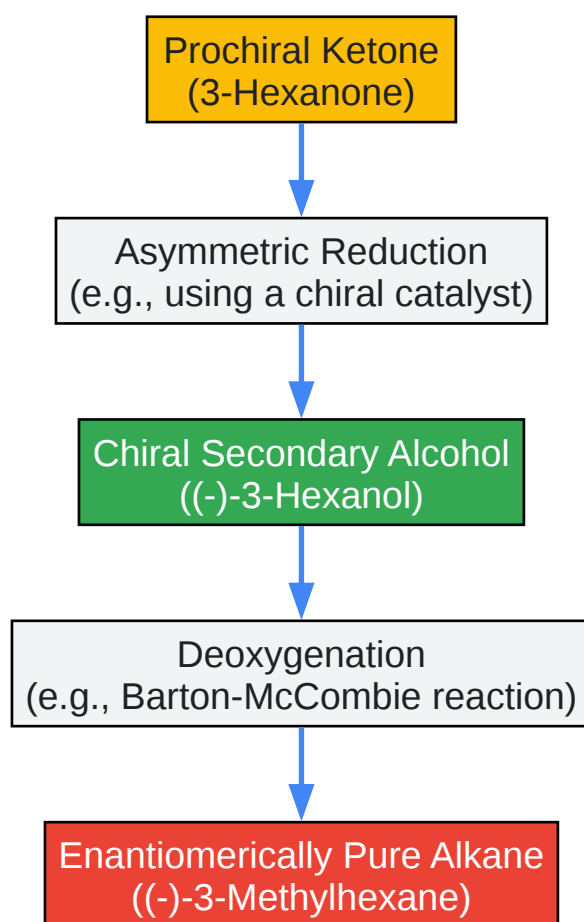 Prochiral Ketone
(3-Hexanone)
Asymmetric Reduction
(e.g., using a chiral catalyst)
Chiral Secondary Alcohol
((-)-3-Hexanol)
Deoxygenation
(e.g., Barton-McCombie reaction)
Enantiomerically Pure Alkane
((-)-3-Methylhexane)